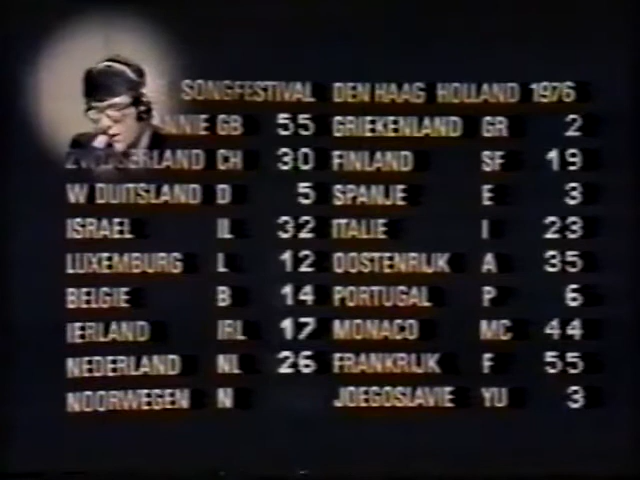 SONGFESTIVAL DEN HAAG HOLLAND 1976
GB 55 GRIEKENLAND GR 2
CH 30 FINLAND SF 19
W DUITSLAND D 5 SPANJE E 3
ISRAEL IL 32 ITALIE I 23
LUXEMBURG L 12 OOSTENRIJK A 35
BELGIE B 14 PORTUGAL P 6
IERLAND IRL 17 MONACO MC 44
NEDERLAND NL 26 FRANKRIJK F 55
NOORWEGEN N JOEGOSLAVIE YU 3